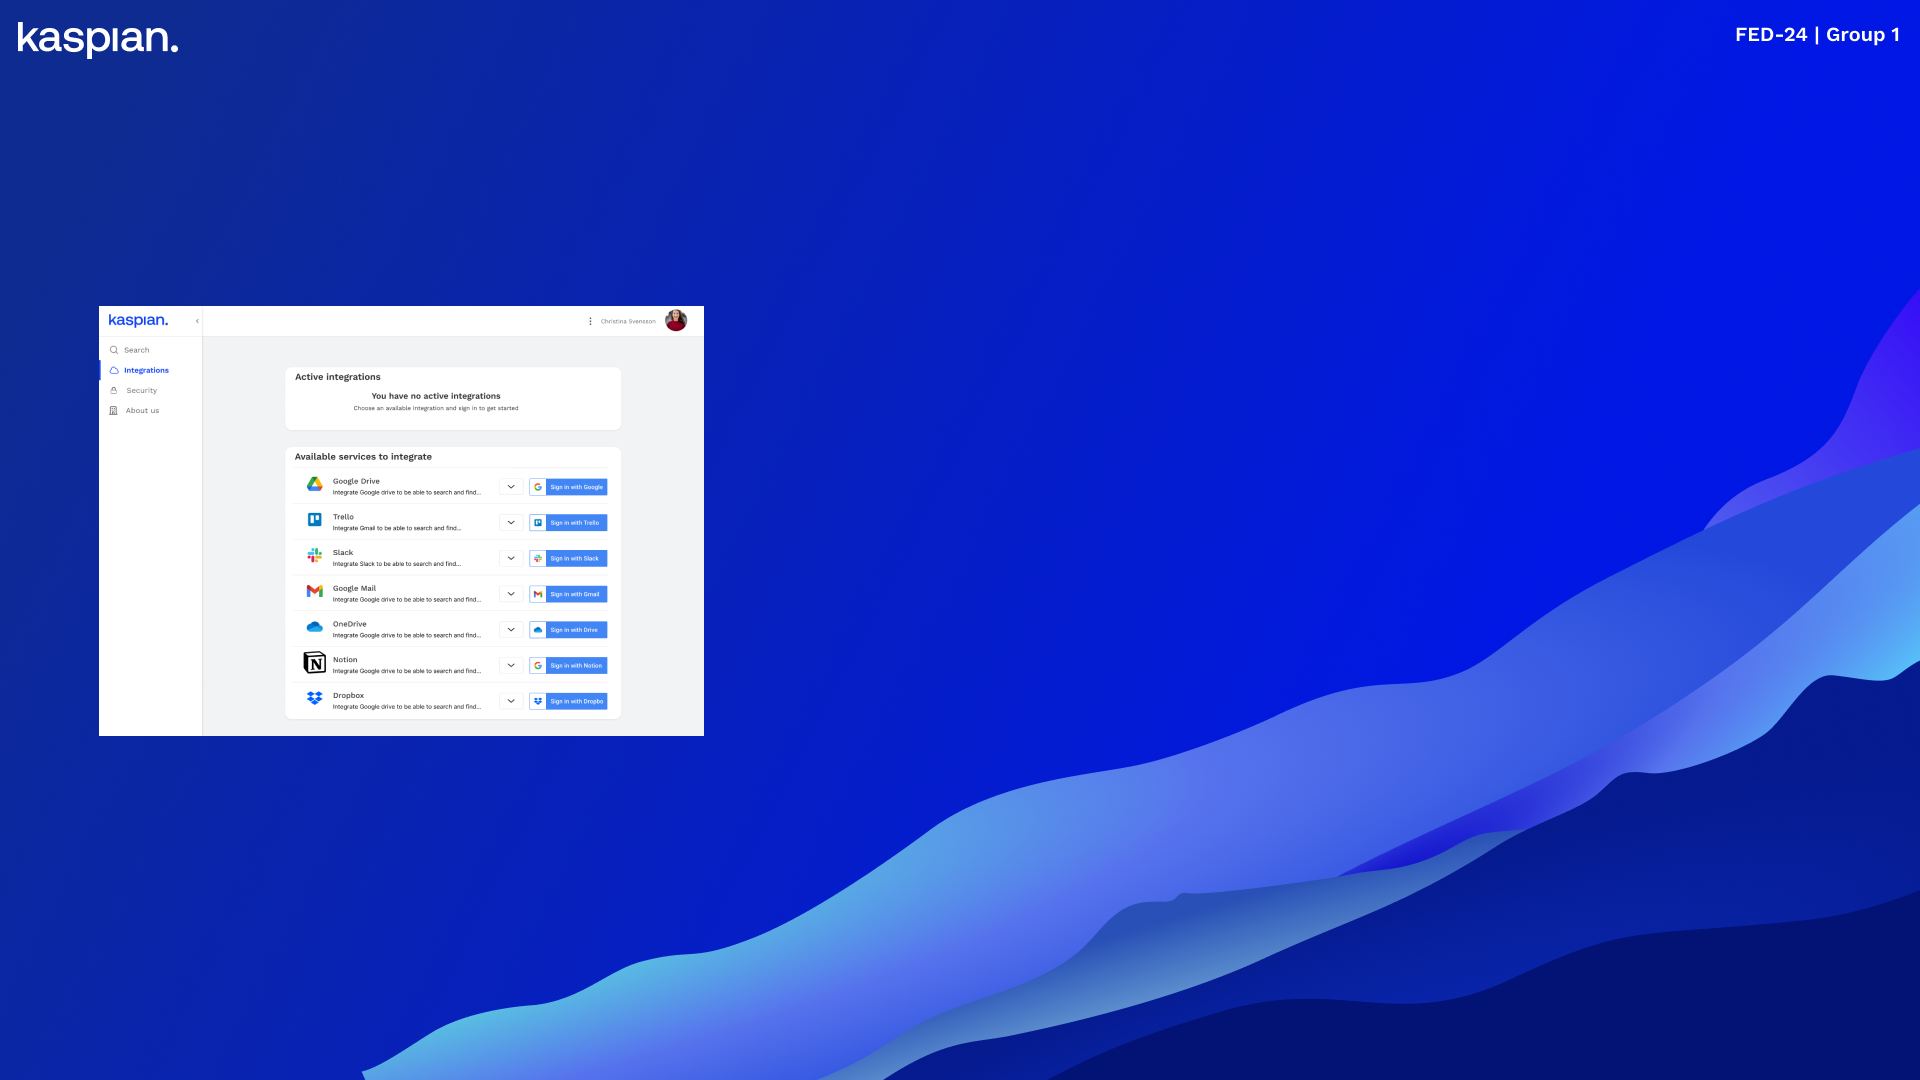 kaspian.
FED-24 | Group 1
kaspian.
Christina Svensson
Search
Integrations
Security
About us
Active integrations
You have no active integrations
Choose an available integration and sign in to get started
Available services to integrate
Google Drive
Integrate Google drive to be able to search and find...
Sign in with Google
Trello
Integrate Gmail to be able to search and find...
Sign in with Trello
Slack
Integrate Slack to be able to search and find...
Sign in with Slack
Google Mail
Integrate Google drive to be able to search and find...
Sign in with Gmail
OneDrive
Integrate Google drive to be able to search and find...
Sign in with Drive
Notion
Integrate Google drive to be able to search and find...
Sign in with Notion
Dropbox
Integrate Google drive to be able to search and find...
Sign in with Dropbo